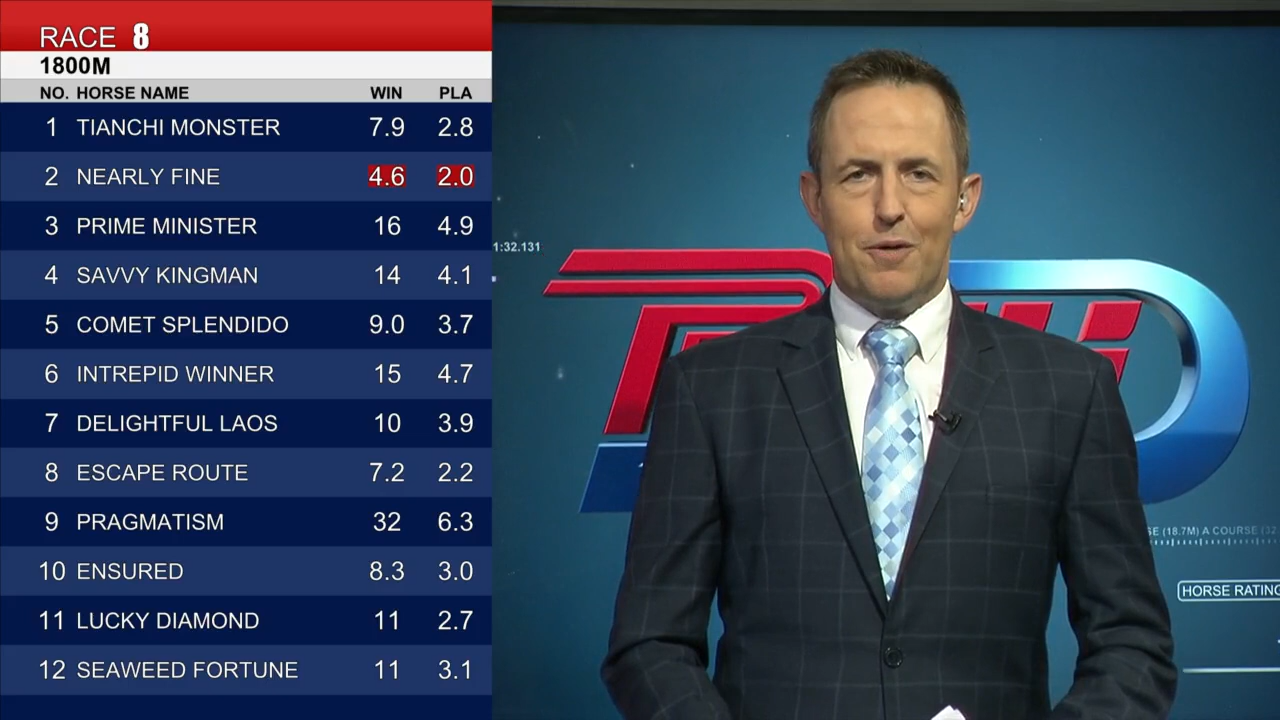 RACE 8
1800M
NO. HORSE NAME WIN PLA
1 TIANCHI MONSTER 7.9 2.8
2 NEARLY FINE 4.6 2.0
3 PRIME MINISTER 16 4.9
4 SAVVY KINGMAN 14 4.1
5 COMET SPLENDIDO 9.0 3.7
6 INTREPID WINNER 15 4.7
7 DELIGHTFUL LAOS 10 3.9
8 ESCAPE ROUTE 7.2 2.2
9 PRAGMATISM 32 6.3
10 ENSURED 8.3 3.0
11 LUCKY DIAMOND 11 2.7
12 SEAWEED FORTUNE 11 3.1
1:32.131
(18.7M) A COURSE
HORSE RATING